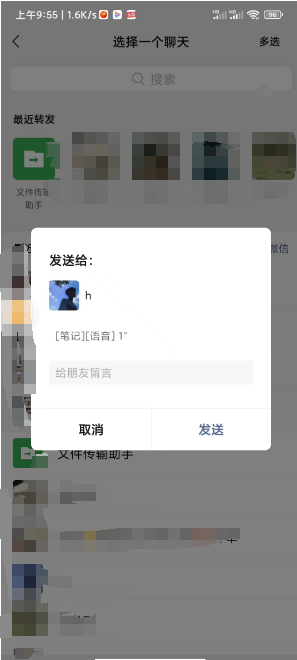 上午9:55 | 1.6K/s
96
选择一个聊天
多选
搜索
最近转发
文件传输
助手
微信
发送给：
h
[笔记][语音] 1"
给朋友留言
取消
发送
文件传输助手